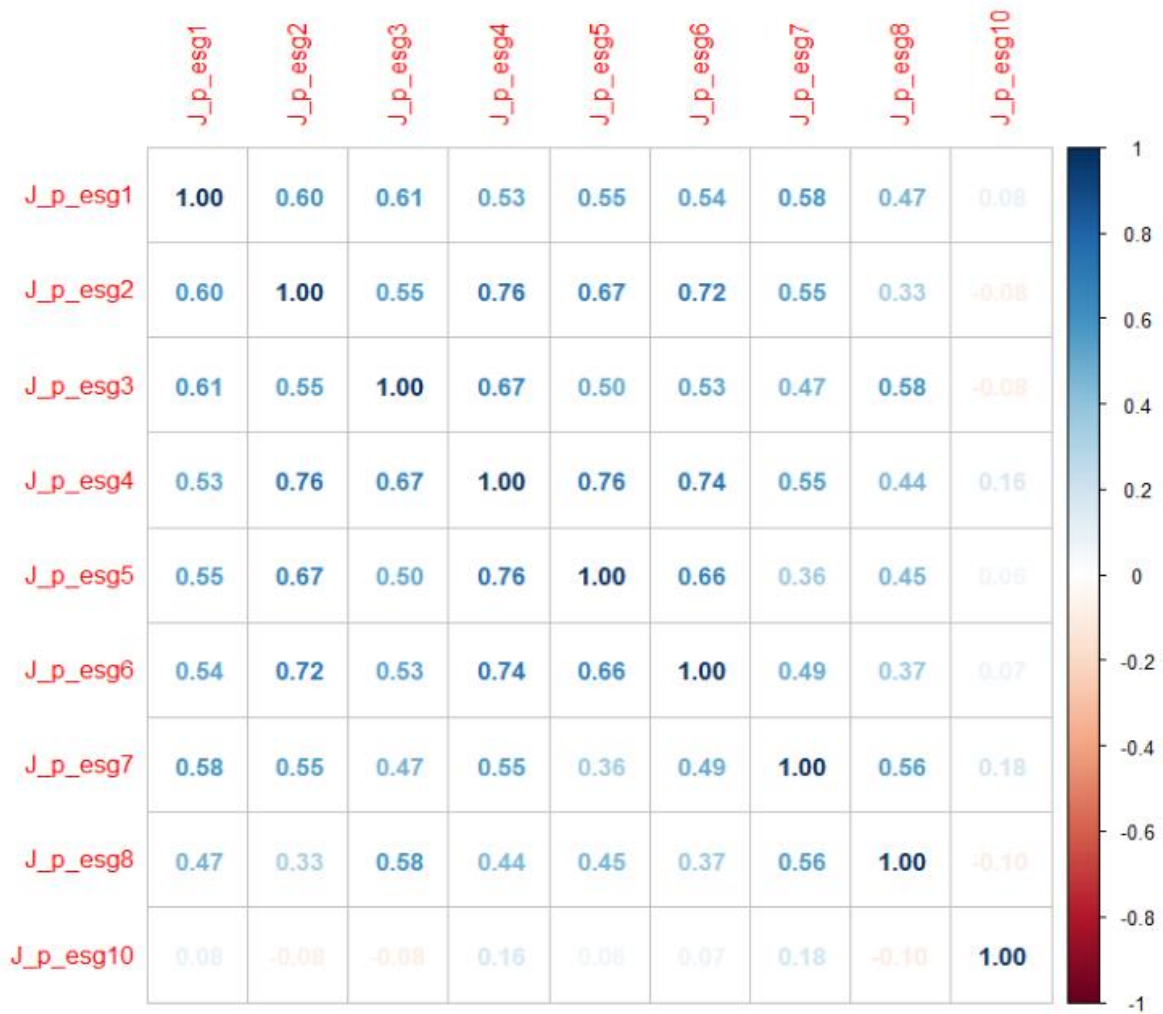 J_p_esg1 J_p_esg2 J_p_esg3 J_p_esg4 J_p_esg5 J_p_esg6 J_p_esg7 J_p_esg8 J_p_esg10
J_p_esg1 1.00 0.60 0.61 0.53 0.55 0.54 0.58 0.47 0.08
J_p_esg2 0.60 1.00 0.55 0.76 0.67 0.72 0.55 0.33 -0.08
J_p_esg3 0.61 0.55 1.00 0.67 0.50 0.53 0.47 0.58 -0.08
J_p_esg4 0.53 0.76 0.67 1.00 0.76 0.74 0.55 0.44 0.16
J_p_esg5 0.55 0.67 0.50 0.76 1.00 0.66 0.36 0.45 0.06
J_p_esg6 0.54 0.72 0.53 0.74 0.66 1.00 0.49 0.37 0.07
J_p_esg7 0.58 0.55 0.47 0.55 0.36 0.49 1.00 0.56 0.18
J_p_esg8 0.47 0.33 0.58 0.44 0.45 0.37 0.56 1.00 -0.10
J_p_esg10 0.08 -0.08 -0.08 0.16 0.06 0.07 0.18 -0.10 1.00
1
0.8
0.6
0.4
0.2
0
-0.2
-0.4
-0.6
-0.8
-1